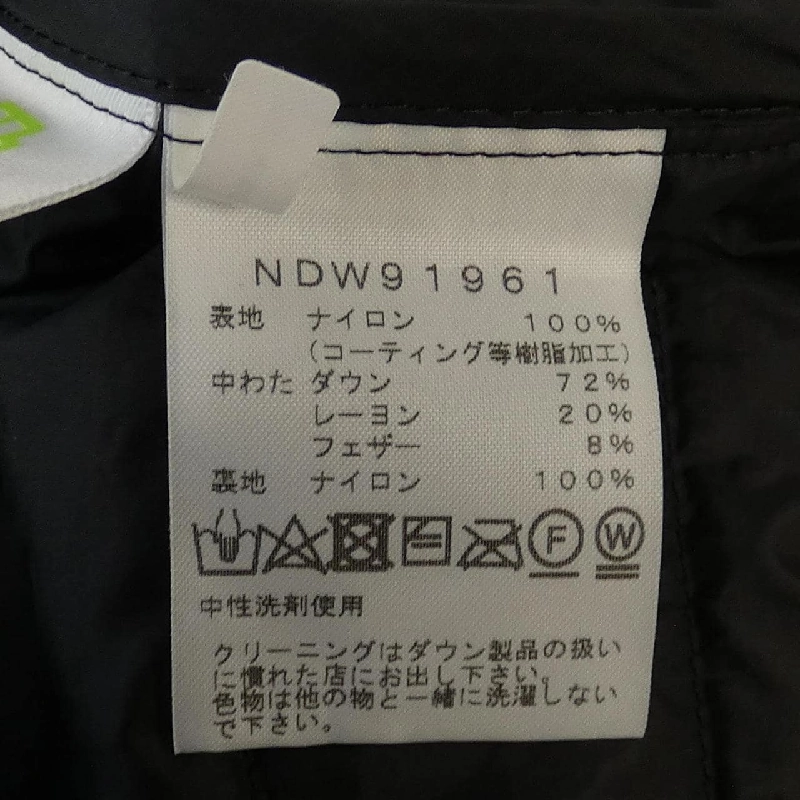 NDW91961
表地 ナイロン 100%
(コーティング等樹脂加工)
中わた ダウン 72%
レーヨン 20%
フェザー 8%
裏地 ナイロン 100%
F W
中性洗剤使用
クリーニングはダウン製品の扱い
に慣れた店にお出し下さい。
色物は他の物と一緒に洗濯しない
で下さい。